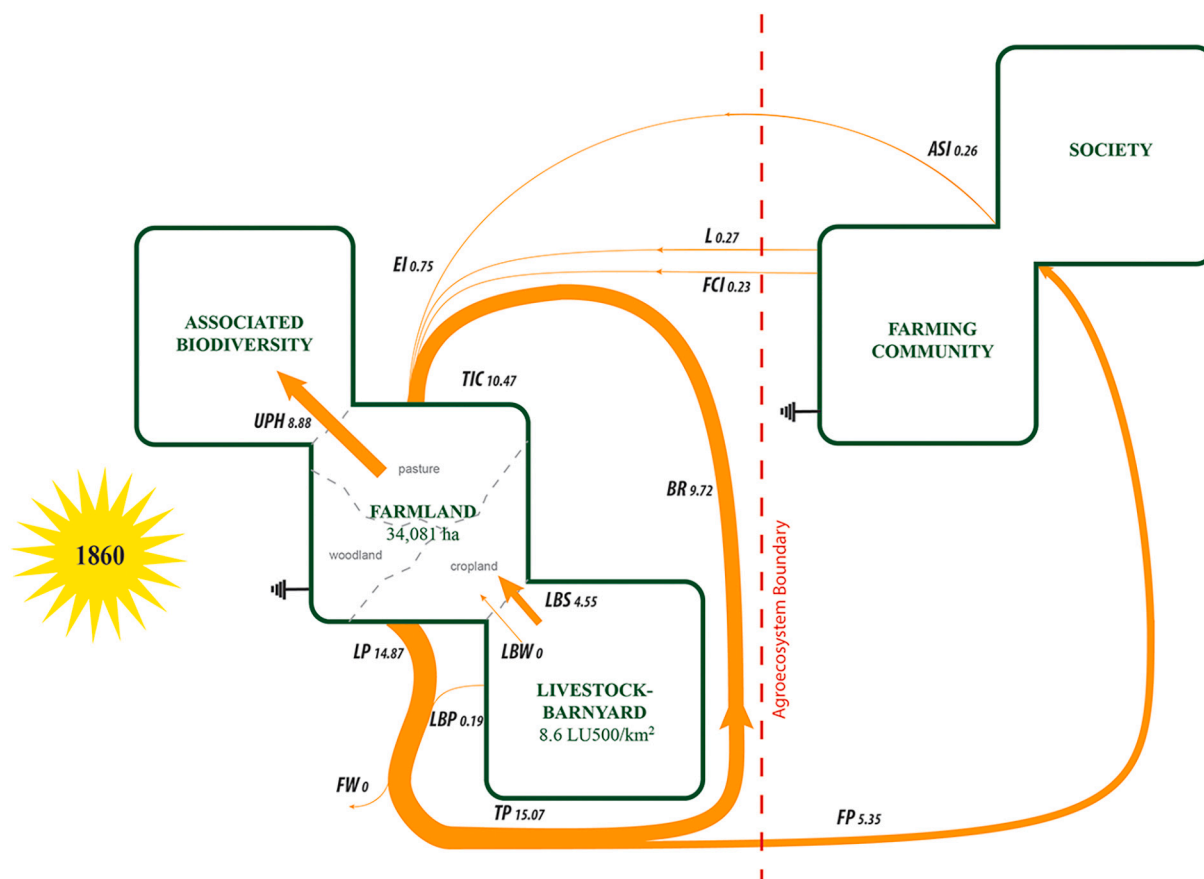 SOCIETY
ASI 0.26
L 0.27
EI 0.75
FCI 0.23
ASSOCIATED
BIODIVERSITY
FARMING
COMMUNITY
TIC 10.47
UPH 8.88
pasture
BR 9.72
FARMLAND
34,081 ha
1860
woodland
cropland
LBS 4.55
LP 14.87
LBW 0
Agroecosystem Boundary
LIVESTOCK-
BARNYARD
8.6 LU500/km²
LBP 0.19
FW 0
TP 15.07
FP 5.35